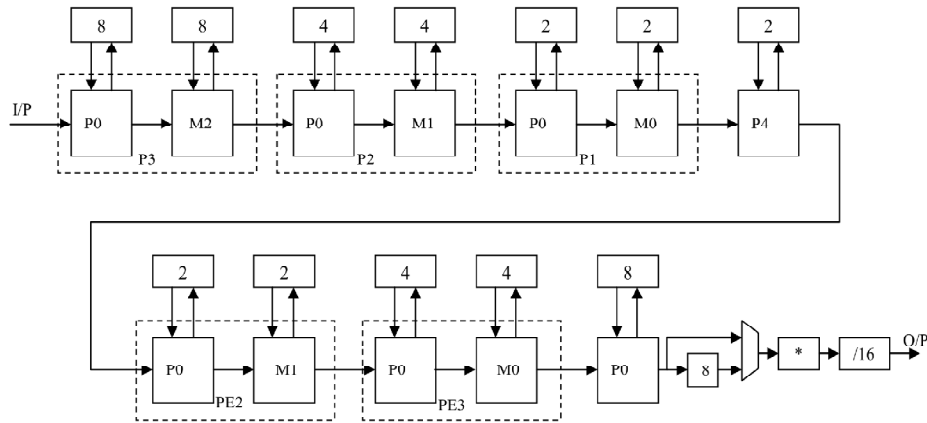 8 8 4 4 2 2 2
I/P P0 M2 P0 M1 P0 M0 P4
P3 P2 P1
2 2 4 4 8
P0 M1 P0 M0 P0 8 * /16 O/P
PE2 PE3